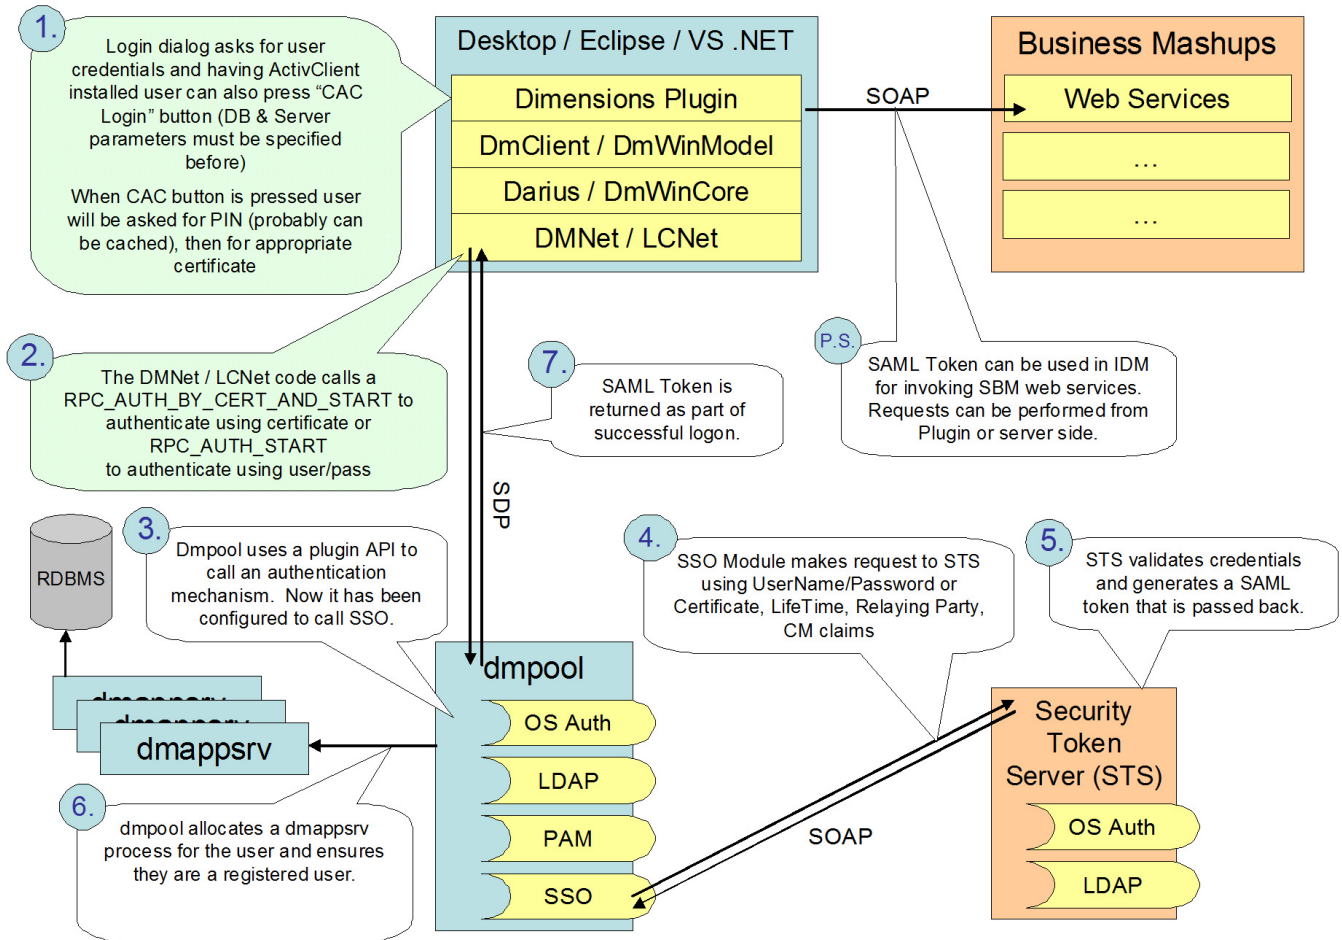 1.
Login dialog asks for user
credentials and having ActivClient
installed user can also press “CAC
Login” button (DB & Server
parameters must be specified
before)
When CAC button is pressed user
will be asked for PIN (probably can
be cached), then for appropriate
certificate
Desktop / Eclipse / VS .NET
Dimensions Plugin
DmClient / DmWinModel
Darius / DmWinCore
DMNet / LCNet
SOAP
Business Mashups
Web Services
...
...
2.
The DMNet / LCNet code calls a
RPC_AUTH_BY_CERT_AND_START to
authenticate using certificate or
RPC_AUTH_START
to authenticate using user/pass
7.
SAML Token is
returned as part of
successful logon.
P.S.
SAML Token can be used in IDM
for invoking SBM web services.
Requests can be performed from
Plugin or server side.
SDP
RDBMS
3.
Dmpool uses a plugin API to
call an authentication
mechanism. Now it has been
configured to call SSO.
4.
SSO Module makes request to STS
using UserName/Password or
Certificate, LifeTime, Relaying Party,
CM claims
5.
STS validates credentials
and generates a SAML
token that is passed back.
dmappsrv
dmappsrv
dmappsrv
dmpool
OS Auth
LDAP
PAM
SSO
SOAP
Security
Token
Server (STS)
OS Auth
LDAP
6.
dmpool allocates a dmappsrv
process for the user and ensures
they are a registered user.